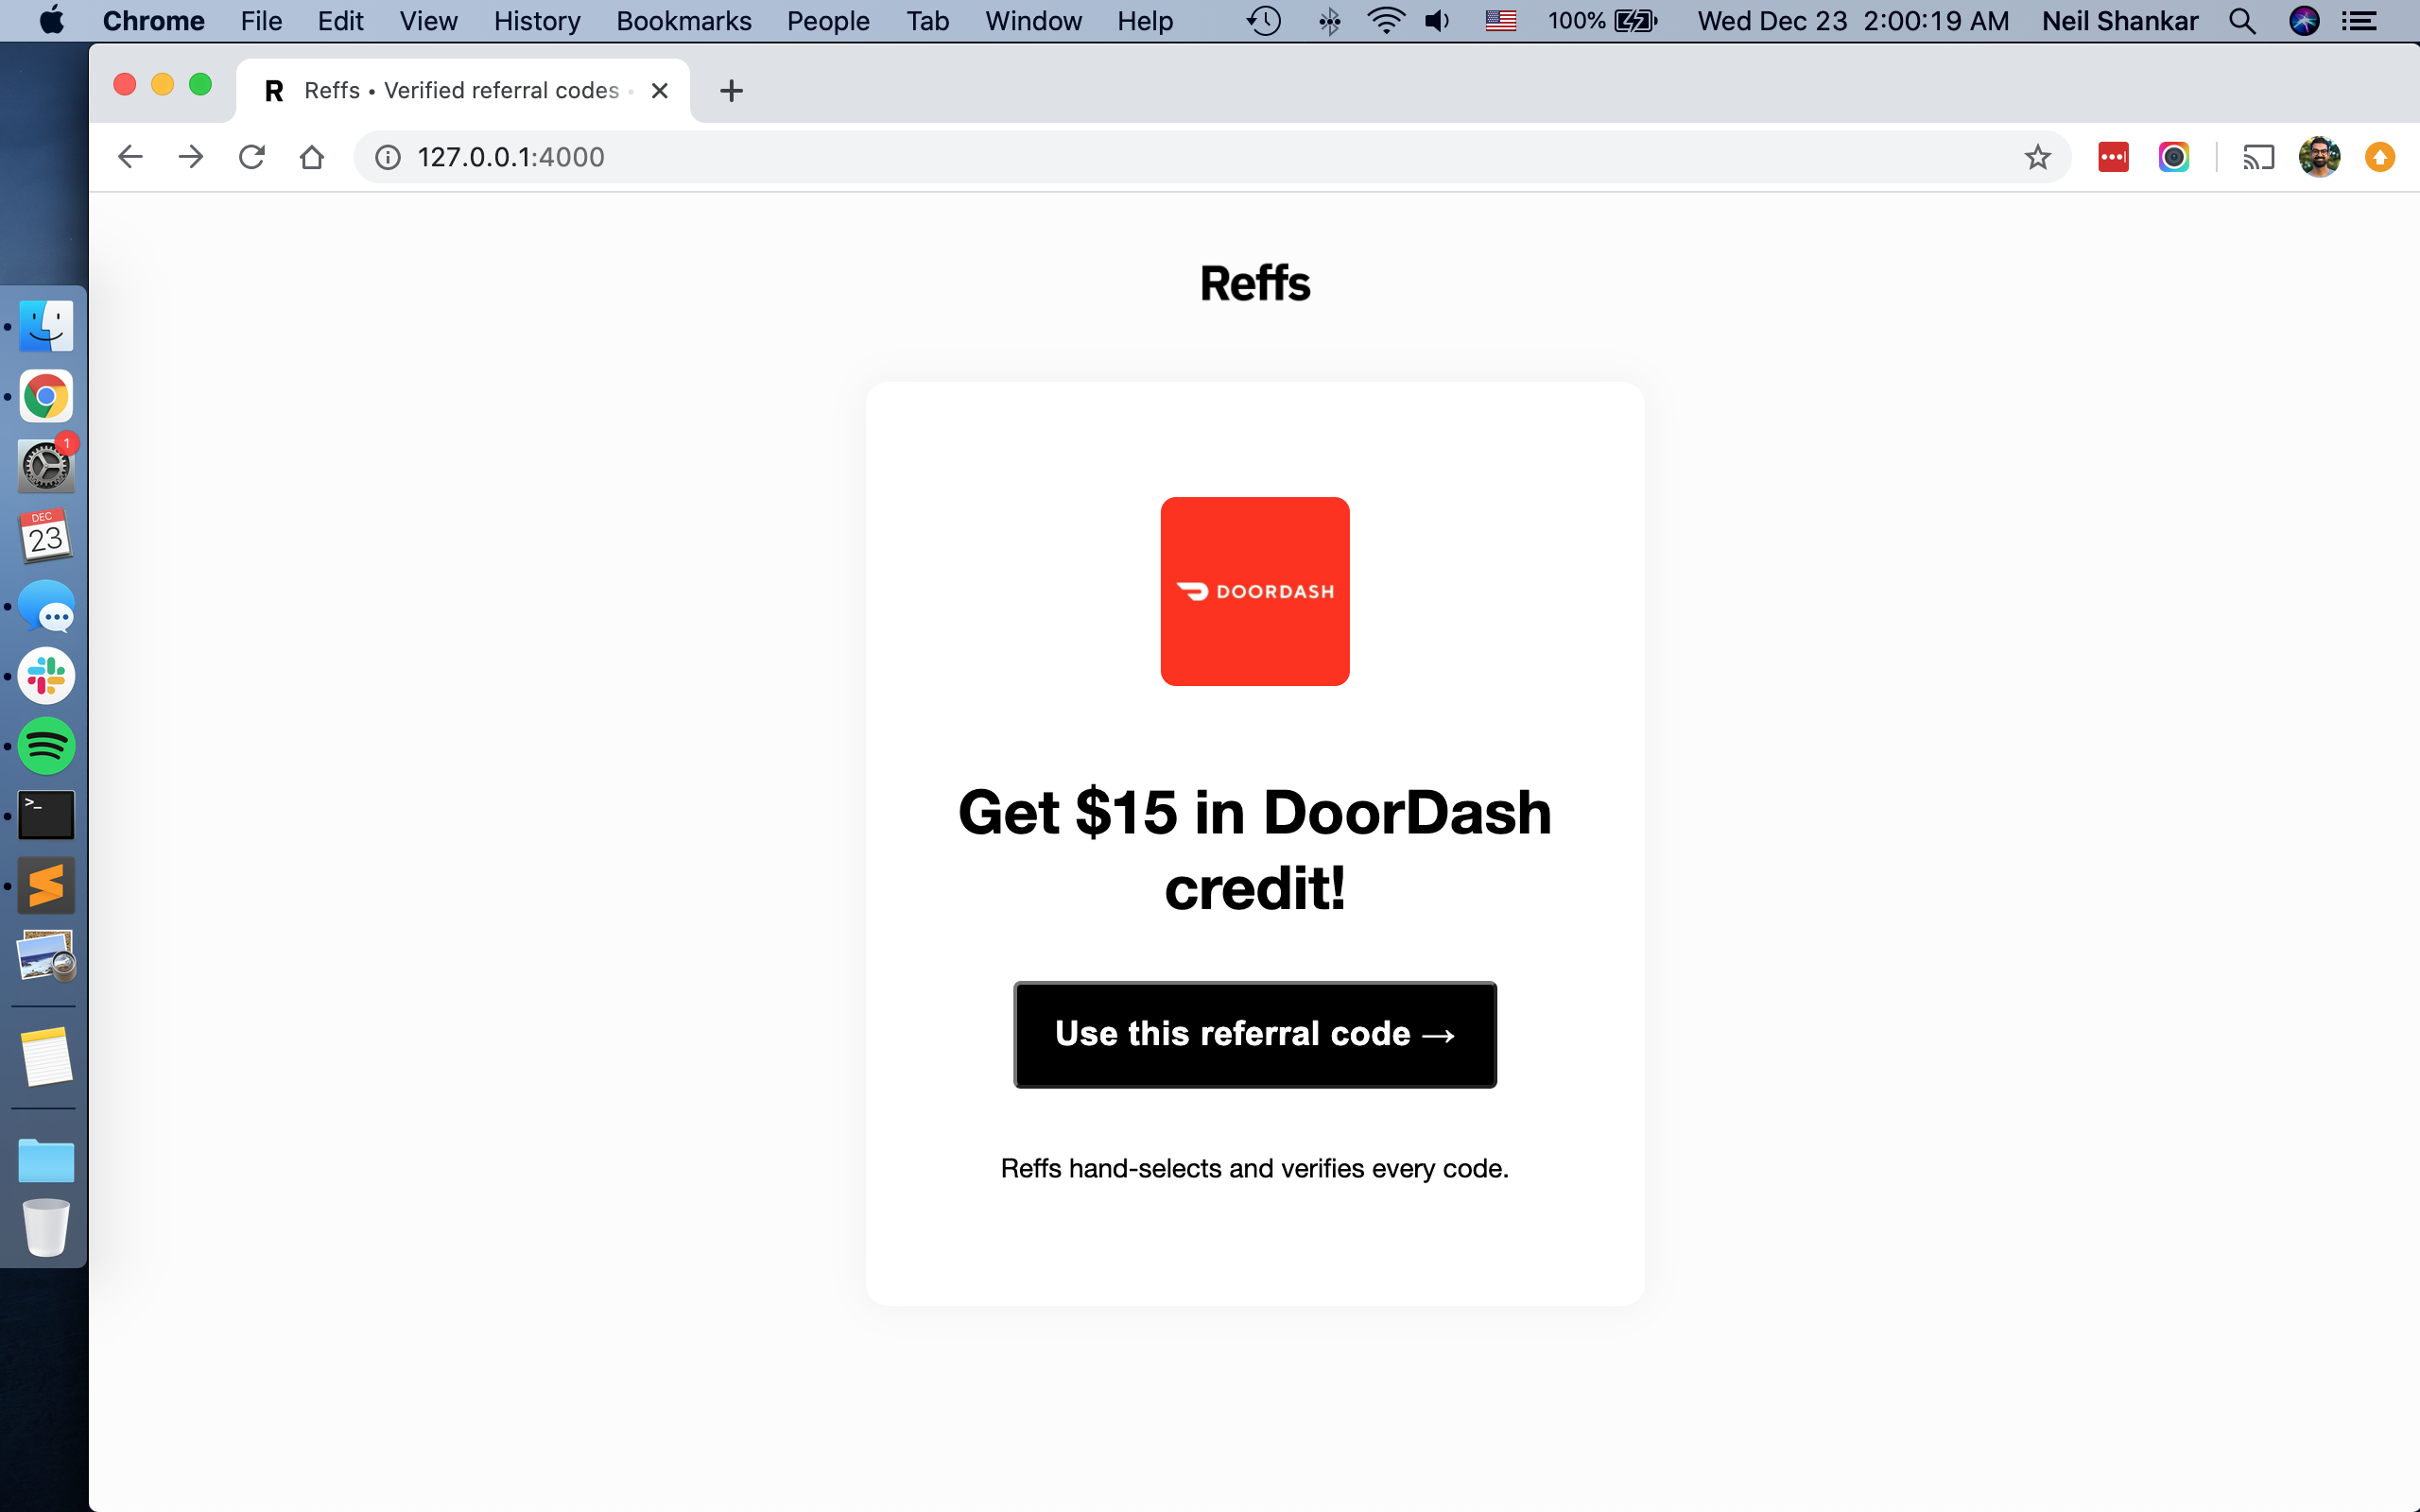 Chrome File Edit View History Bookmarks People Tab Window Help 100% Wed Dec 23 2:00:19 AM Neil Shankar
R Reffs • Verified referral codes •
127.0.0.1:4000
Reffs
1
DEC
23
DOORDASH
Get $15 in DoorDash
credit!
>_
Use this referral code →
Reffs hand-selects and verifies every code.